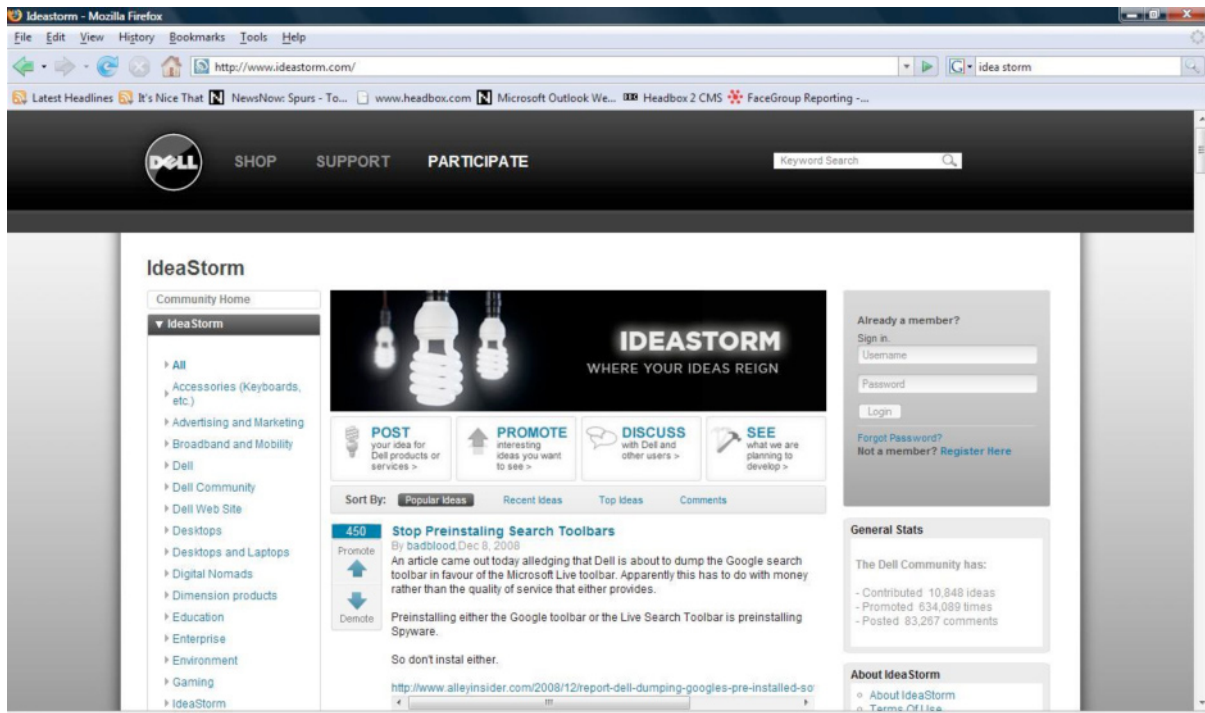 Ideastorm - Mozilla Firefox
File Edit View History Bookmarks Tools Help
http://www.ideastorm.com/
idea storm
Latest Headlines It's Nice That NewsNow: Spurs - To... www.headbox.com Microsoft Outlook We... Headbox 2 CMS FaceGroup Reporting -...
DELL SHOP SUPPORT PARTICIPATE
Keyword Search
IdeaStorm
Community Home
IdeaStorm
All
Accessories (Keyboards,
etc.)
Advertising and Marketing
Broadband and Mobility
Dell
Dell Community
Dell Web Site
Desktops
Desktops and Laptops
Digital Nomads
Dimension products
Education
Enterprise
Environment
Gaming
IdeaStorm
IDEASTORM
WHERE YOUR IDEAS REIGN
POST
your idea for
Dell products or
services >
PROMOTE
interesting
ideas you want
to see >
DISCUSS
with Dell and
other users >
SEE
what we are
planning to
develop >
Sort By: Popular Ideas Recent Ideas Top Ideas Comments
450
Promote
Demote
Stop Preinstaling Search Toolbars
By badblood,Dec 8, 2008
An article came out today alledging that Dell is about to dump the Google search
toolbar in favour of the Microsoft Live toolbar. Apparently this has to do with money
rather than the quality of service that either provides.
Preinstalling either the Google toolbar or the Live Search Toolbar is preinstalling
Spyware.
So don't instal either.
http://www.alleyinsider.com/2008/12/report-dell-dumping-googles-pre-installed-so
Already a member?
Sign in.
Username
Password
Login
Forgot Password?
Not a member? Register Here
General Stats
The Dell Community has:
- Contributed 10,848 ideas
- Promoted 634,089 times
- Posted 83,267 comments
About IdeaStorm
About IdeaStorm
Terms Of Use